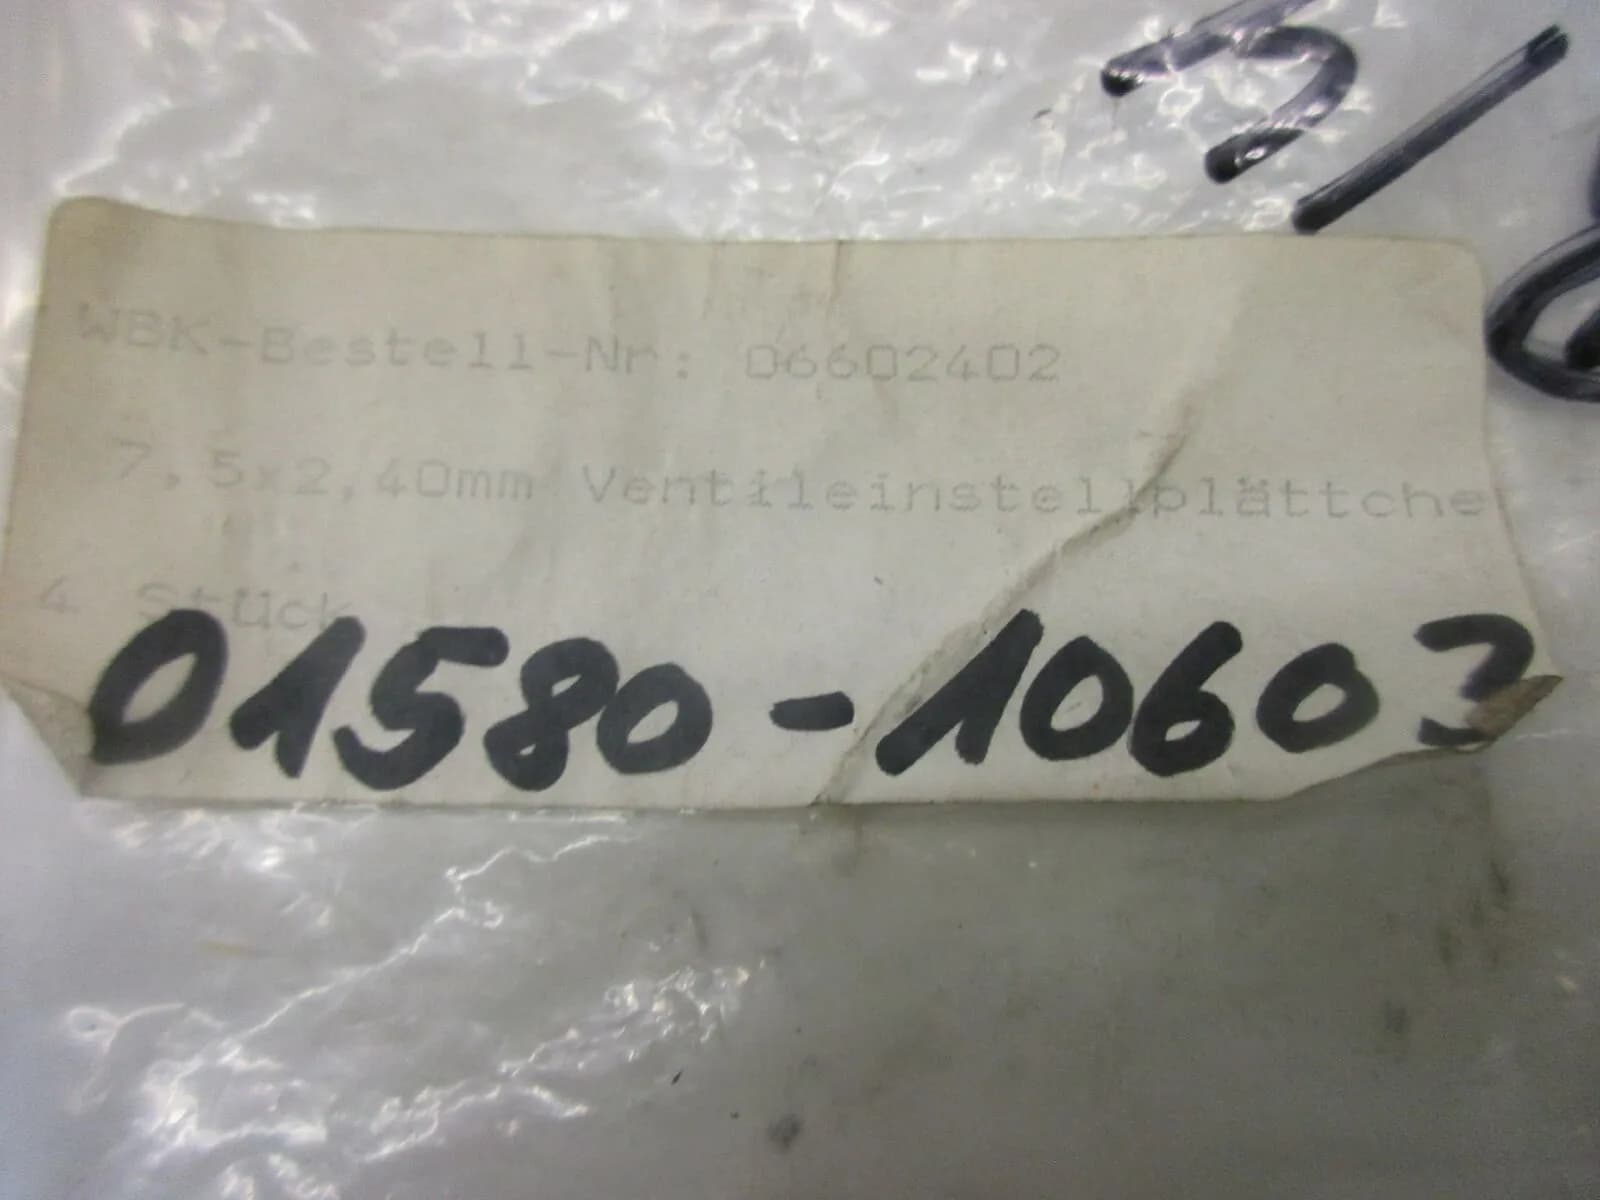 WBK-Bestell-Nr: 06602402
7,5x2,40mm Ventileinstellplättche
4 Stück
01580-10603